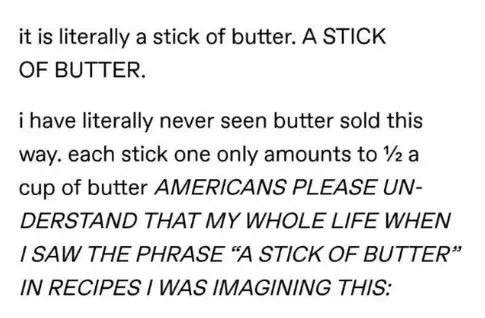 it is literally a stick of butter. A STICK
OF BUTTER.
i have literally never seen butter sold this
way. each stick one only amounts to ½ a
cup of butter AMERICANS PLEASE UN-
DERSTAND THAT MY WHOLE LIFE WHEN
I SAW THE PHRASE “A STICK OF BUTTER”
IN RECIPES I WAS IMAGINING THIS: